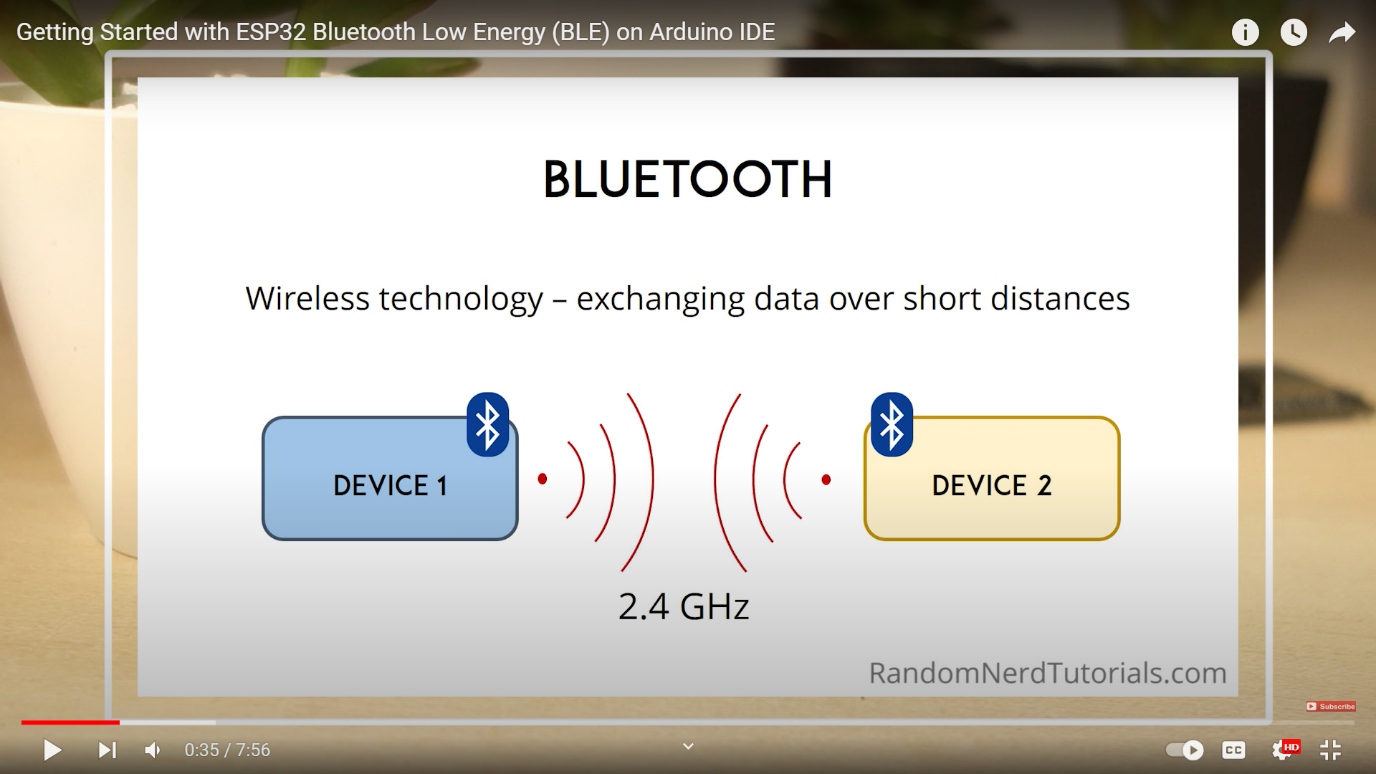 Getting Started with ESP32 Bluetooth Low Energy (BLE) on Arduino IDE
BLUETOOTH
Wireless technology – exchanging data over short distances
DEVICE 1
DEVICE 2
2.4 GHz
RandomNerdTutorials.com
Subscribe
0:35 / 7:56
CC
HD